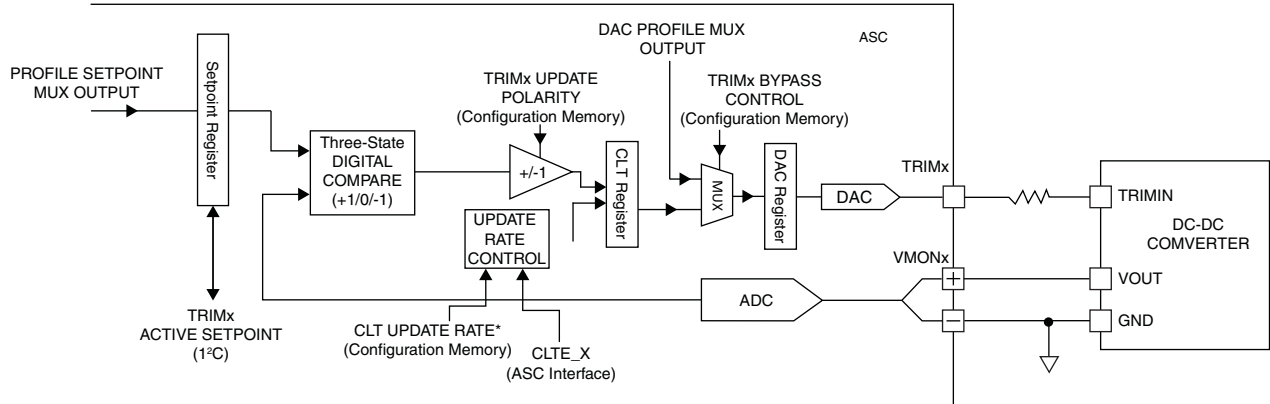 DAC PROFILE MUX
OUTPUT
ASC
PROFILE SETPOINT
MUX OUTPUT
Setpoint Register
TRIMx UPDATE
POLARITY
(Configuration Memory)
TRIMx BYPASS
CONTROL
(Configuration Memory)
Three-State
DIGITAL
COMPARE
(+1/0/-1)
+/-1
CLT Register
MUX
DAC Register
DAC
TRIMx
TRIMIN
DC-DC
COMVERTER
UPDATE
RATE
CONTROL
VMONx
+
VOUT
ADC
–
GND
TRIMx
ACTIVE SETPOINT
(1²C)
CLT UPDATE RATE*
(Configuration Memory)
CLTE_X
(ASC Interface)